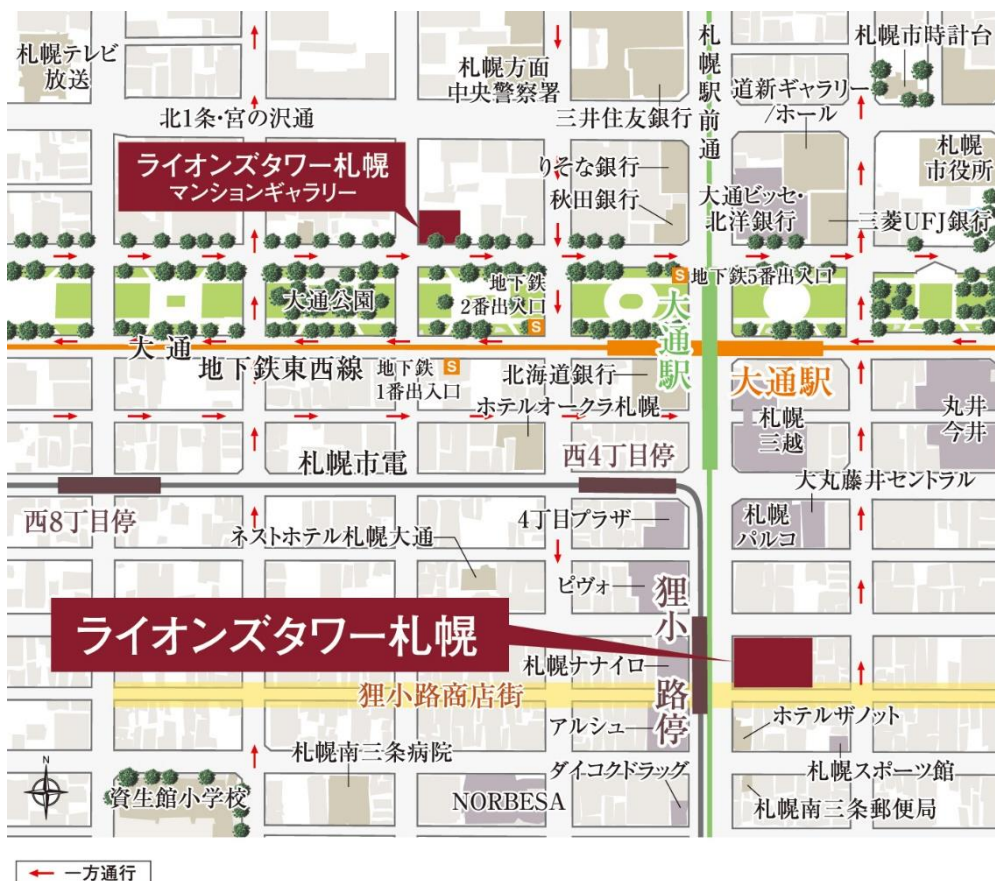 札幌テレビ
放送
札幌方面
中央警察署
札幌駅前通
札幌市時計台
道新ギャラリー
/ホール
北1条・宮の沢通
三井住友銀行
札幌
市役所
ライオンズタワー札幌
マンションギャラリー
りそな銀行
秋田銀行
大通ビッセ・
北洋銀行
三菱UFJ銀行
大通公園
地下鉄
2番出入口
S
S
地下鉄5番出入口
大通駅
大通
地下鉄東西線
地下鉄
1番出入口
S
北海道銀行
ホテルオークラ札幌
大通駅
札幌
三越
丸井
今井
札幌市電
西4丁目停
大丸藤井セントラル
西8丁目停
4丁目プラザ
札幌
パルコ
ネストホテル札幌大通
ピヴォ
狸小路停
ライオンズタワー札幌
札幌ナナイロ
狸小路商店街
アルシュ
ホテルザノット
札幌南三条病院
ダイコクドラッグ
札幌スポーツ館
N
資生館小学校
NORBESA
札幌南三条郵便局
一方通行